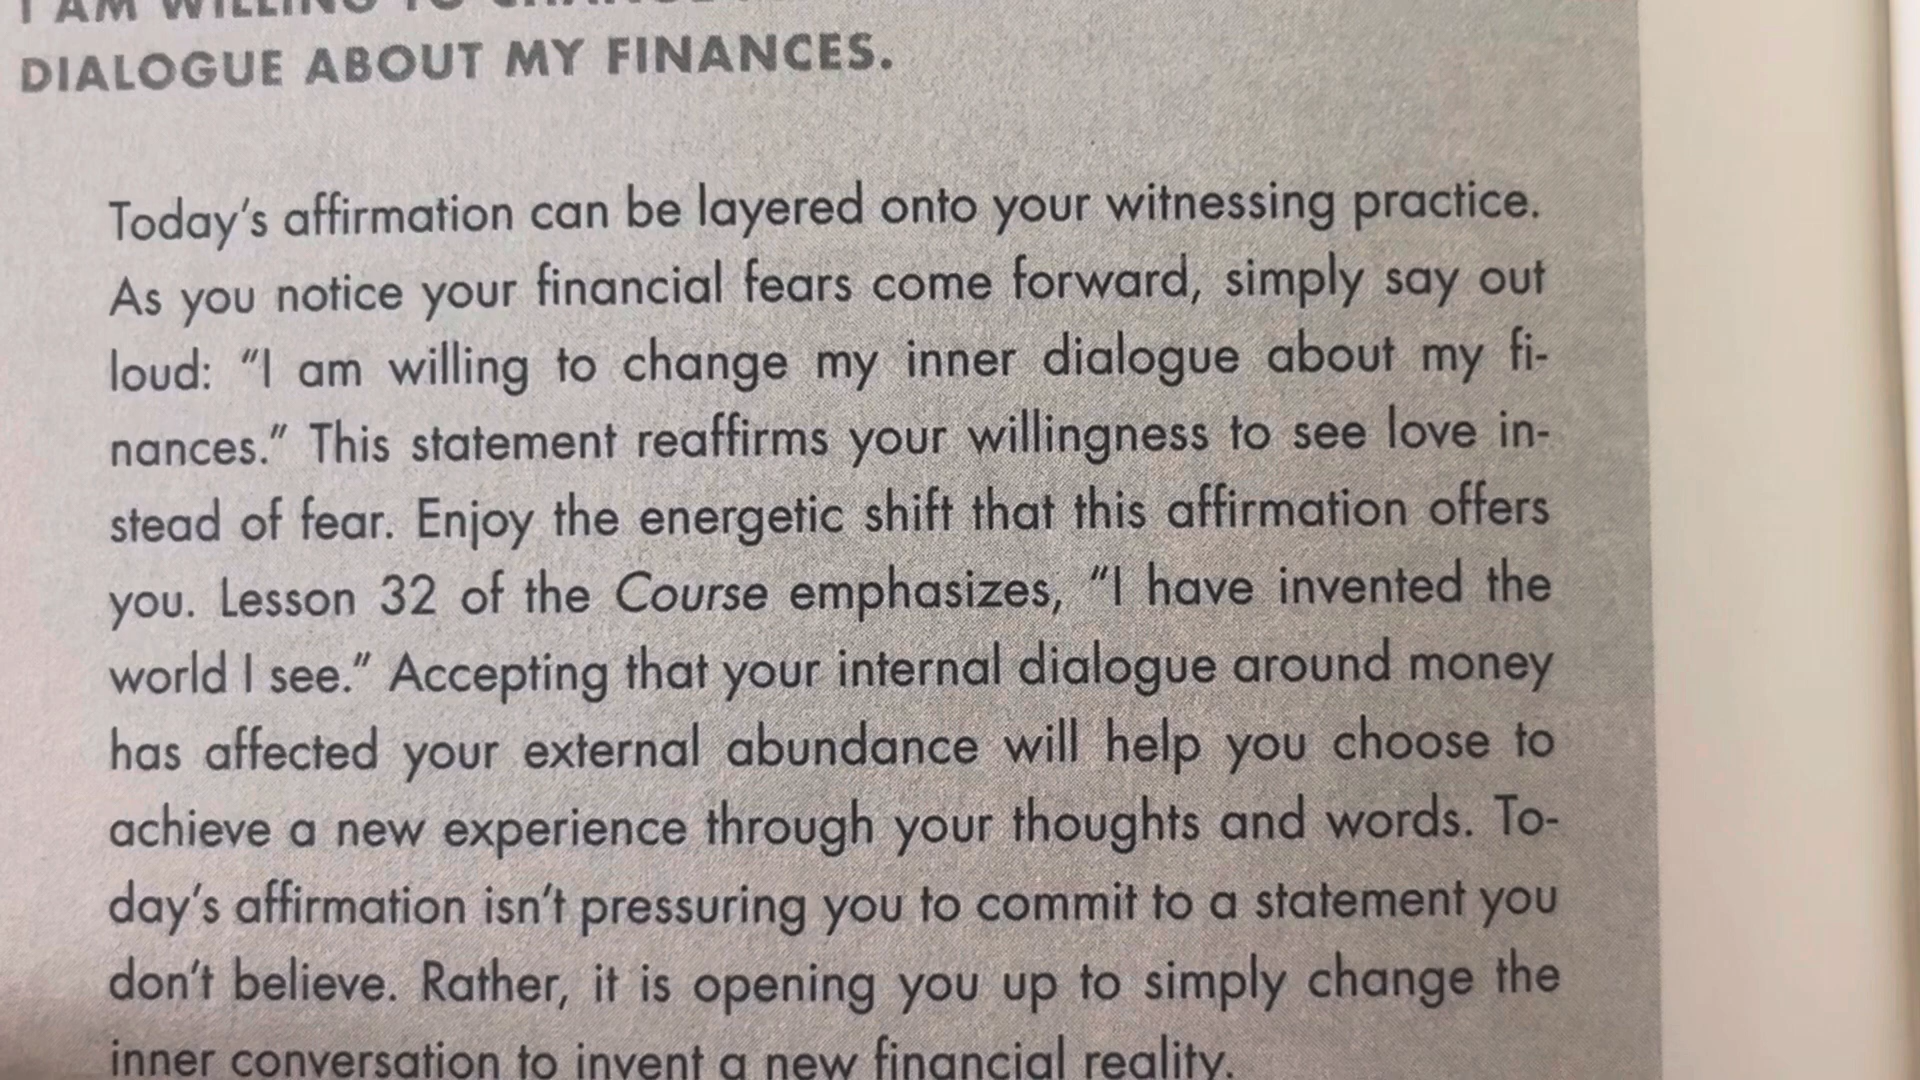 I AM WILLING TO CHANGE
DIALOGUE ABOUT MY FINANCES.
Today's affirmation can be layered onto your witnessing practice.
As you notice your financial fears come forward, simply say out
loud: "I am willing to change my inner dialogue about my fi-
nances." This statement reaffirms your willingness to see love in-
stead of fear. Enjoy the energetic shift that this affirmation offers
you. Lesson 32 of the Course emphasizes, "I have invented the
world I see." Accepting that your internal dialogue around money
has affected your external abundance will help you choose to
achieve a new experience through your thoughts and words. To-
day's affirmation isn't pressuring you to commit to a statement you
don't believe. Rather, it is opening you up to simply change the
inner conversation to invent a new financial reality.